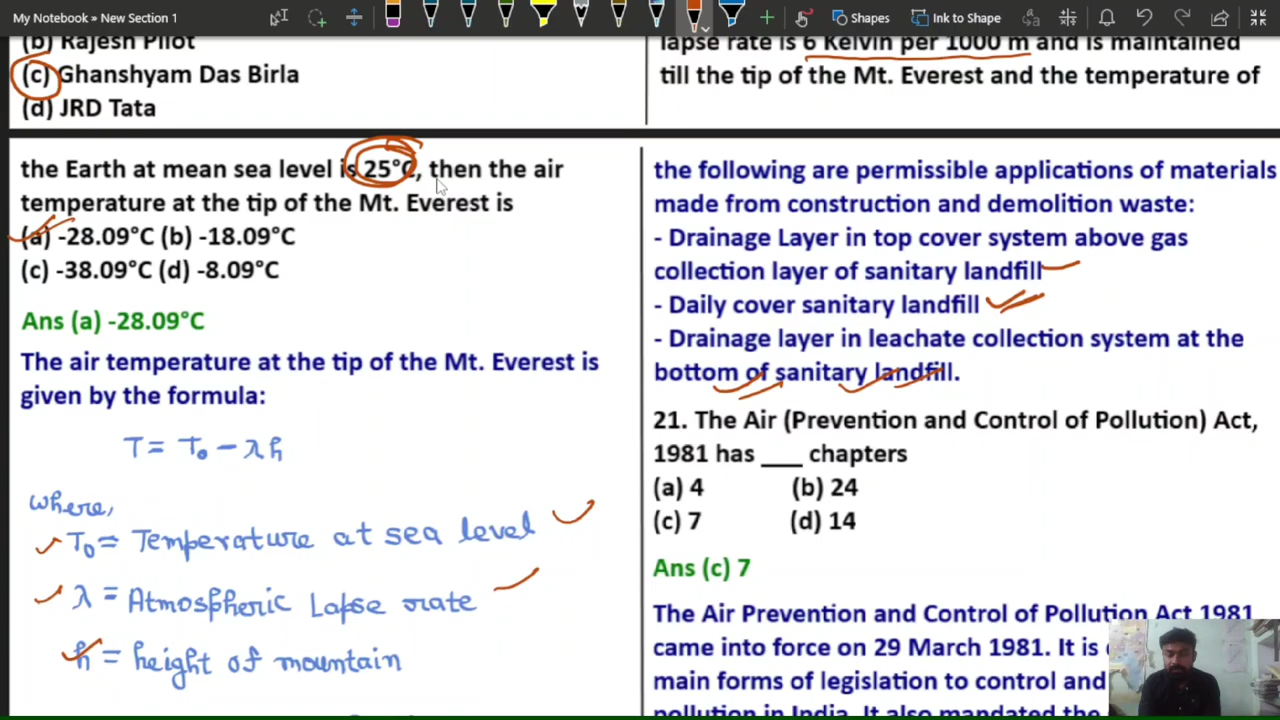 My Notebook » New Section 1
Shapes
Ink to Shape
(b) Rajesh Pilot
(c) Ghanshyam Das Birla
(d) JRD Tata
lapse rate is 6 Kelvin per 1000 m and is maintained
till the tip of the Mt. Everest and the temperature of
the Earth at mean sea level is 25°C, then the air
temperature at the tip of the Mt. Everest is
(a) -28.09°C (b) -18.09°C
(c) -38.09°C (d) -8.09°C
Ans (a) -28.09°C
The air temperature at the tip of the Mt. Everest is
given by the formula:
T = T₀ - λh
where,
T₀ = Temperature at sea level
λ = Atmospheric Lapse rate
h = height of mountain
the following are permissible applications of materials
made from construction and demolition waste:
- Drainage Layer in top cover system above gas
collection layer of sanitary landfill
- Daily cover sanitary landfill
- Drainage layer in leachate collection system at the
bottom of sanitary landfill.
21. The Air (Prevention and Control of Pollution) Act,
1981 has ___ chapters
(a) 4 (b) 24
(c) 7 (d) 14
Ans (c) 7
The Air Prevention and Control of Pollution Act 1981
came into force on 29 March 1981. It is
main forms of legislation to control and
pollution in India. It also mandated the